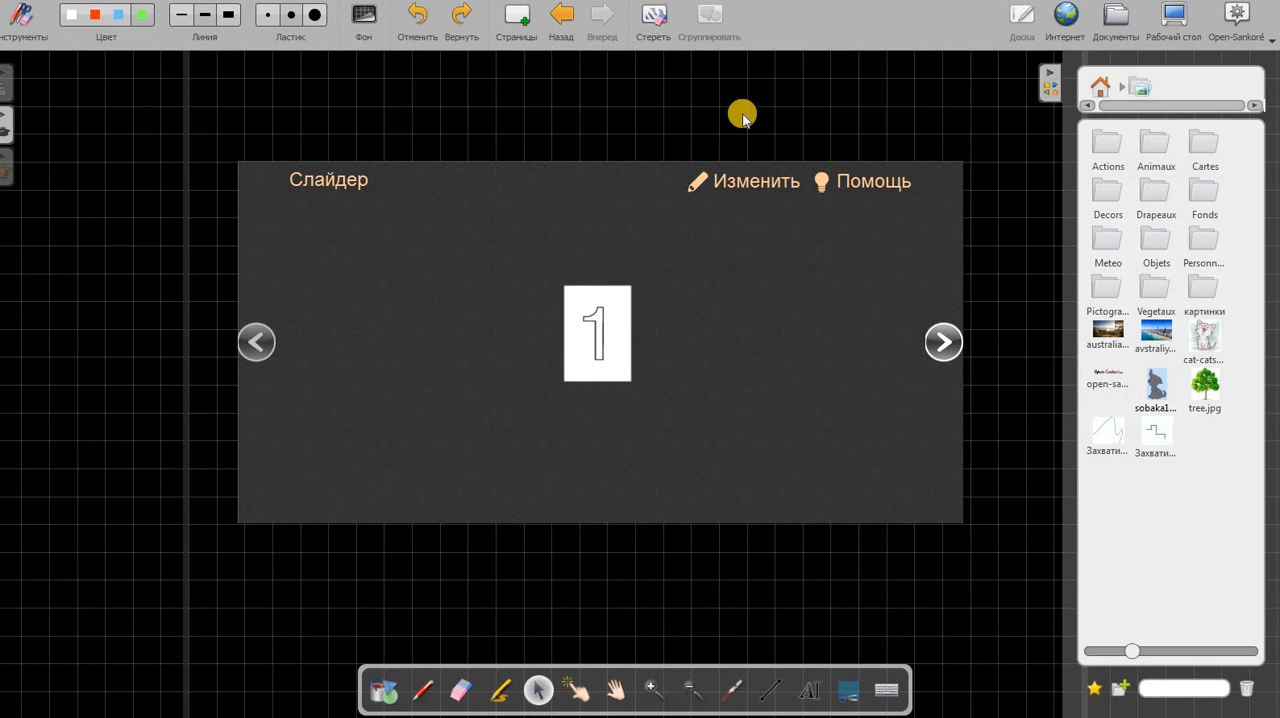 нструменты
Цвет
Линия
Ластик
Фон
Отменить
Вернуть
Страницы
Назад
Вперед
Стереть
Сгруппировать
Доска
Интернет
Документы
Рабочий стол
Open-Sankoré
Слайдер
Изменить
Помощь
1
Actions
Animaux
Cartes
Decors
Drapeaux
Fonds
Meteo
Objets
Personn...
Pictogra...
Vegetaux
картинки
australia...
avstraliy...
cat-cats...
open-sa...
sobaka1...
tree.jpg
Захвати...
Захвати...